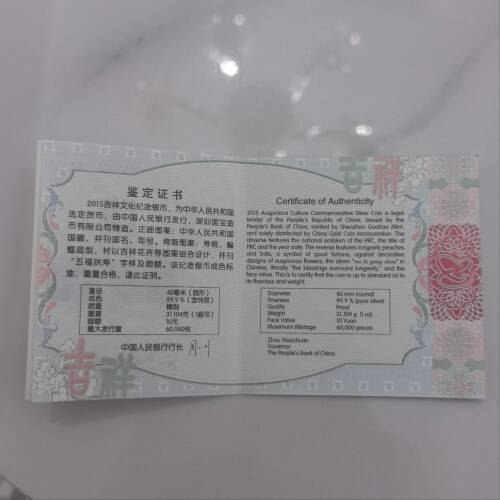 吉祥
鉴定证书
2015吉祥文化纪念银币，为中华人民共和国
法定货币，由中国人民银行发行，深圳国宝造
币有限公司铸造。正面图案：中华人民共和国
国徽，并刊国名、年号。背面图案：寿桃、蝙
蝠造型，衬以吉祥花卉等图案组合设计，并刊
“五福拱寿”字样及面额。该纪念银币成色标
准，重量合格，谨此证明。
直径 40毫米（圆形）
成色 99.9％（含纯银）
质量 精制
重量 31.104克（1盎司）
面额 10元
最大发行量 60,000枚
中国人民银行行长
Certificate of Authenticity
2015 Auspicious Culture Commemorative Silver Coin is legal
tender of the People's Republic of China, issued by the
People's Bank of China, minted by Shenzhen Guobao Mint,
and solely distributed by China Gold Coin Incorporation. The
obverse features the national emblem of the PRC, the title of
PRC and the year date. The reverse features longevity peaches
and bats, a symbol of good fortune, against decorative
designs of auspicious flowers, the idiom "wu fu gong shou" in
Chinese, literally "five blessings surround longevity," and the
face value. This is to certify that the coin is up to standard as to
its fineness and weight.
Diameter 40 mm (round)
Fineness 99.9 % (pure silver)
Quality Proof
Weight 31.104 g (1 oz)
Face Value 10 Yuan
Maximum Mintage 60,000 pieces
Zhou Xiaochuan
Governor
The People's Bank of China
吉祥